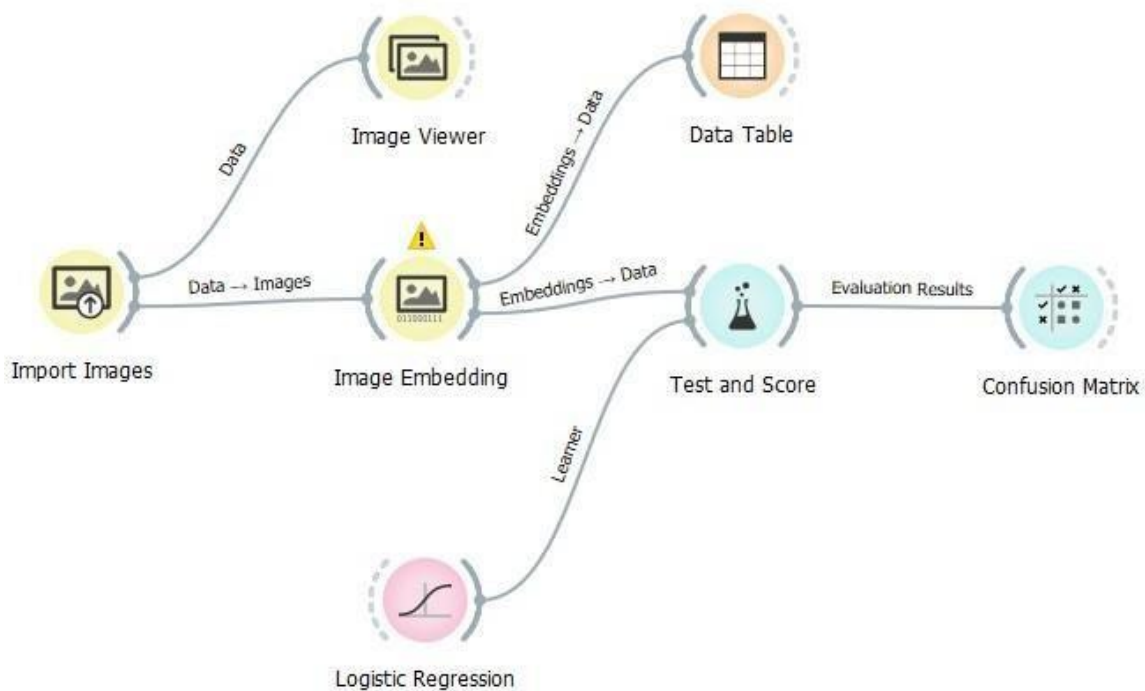 Image Viewer
Data Table
Data
Embeddings → Data
Data → Images
011000111
Embeddings → Data
Evaluation Results
Import Images
Image Embedding
Test and Score
Confusion Matrix
Learner
Logistic Regression